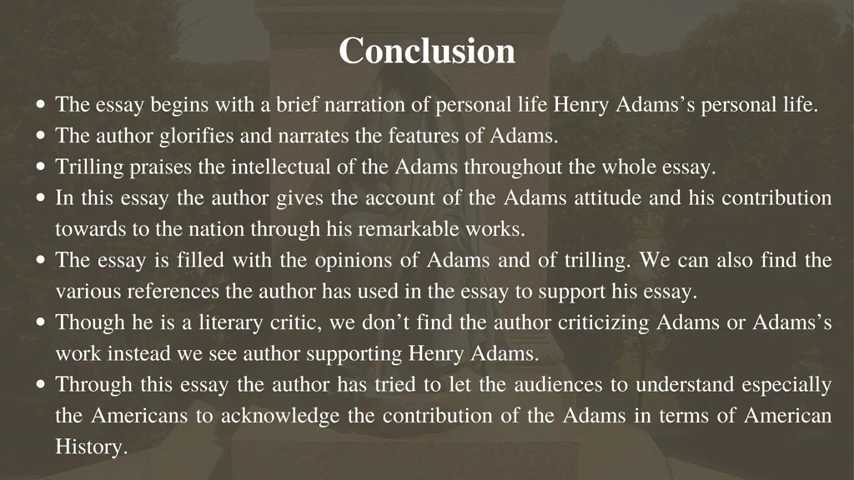 Conclusion
• The essay begins with a brief narration of personal life Henry Adams’s personal life.
• The author glorifies and narrates the features of Adams.
• Trilling praises the intellectual of the Adams throughout the whole essay.
• In this essay the author gives the account of the Adams attitude and his contribution
towards to the nation through his remarkable works.
• The essay is filled with the opinions of Adams and of trilling. We can also find the
various references the author has used in the essay to support his essay.
• Though he is a literary critic, we don’t find the author criticizing Adams or Adams’s
work instead we see author supporting Henry Adams.
• Through this essay the author has tried to let the audiences to understand especially
the Americans to acknowledge the contribution of the Adams in terms of American
History.